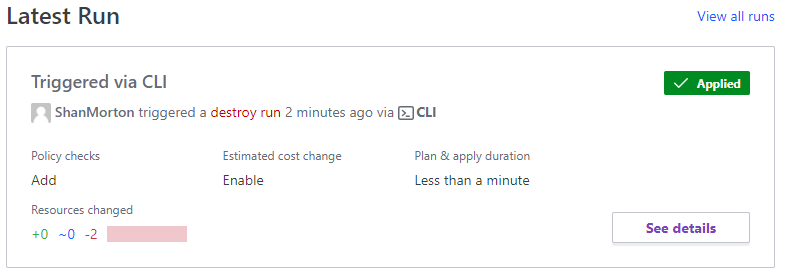 Latest Run
View all runs
Triggered via CLI
Applied
ShanMorton triggered a destroy run 2 minutes ago via CLI
Policy checks
Estimated cost change
Plan & apply duration
Add
Enable
Less than a minute
Resources changed
+0 ~0 -2
See details